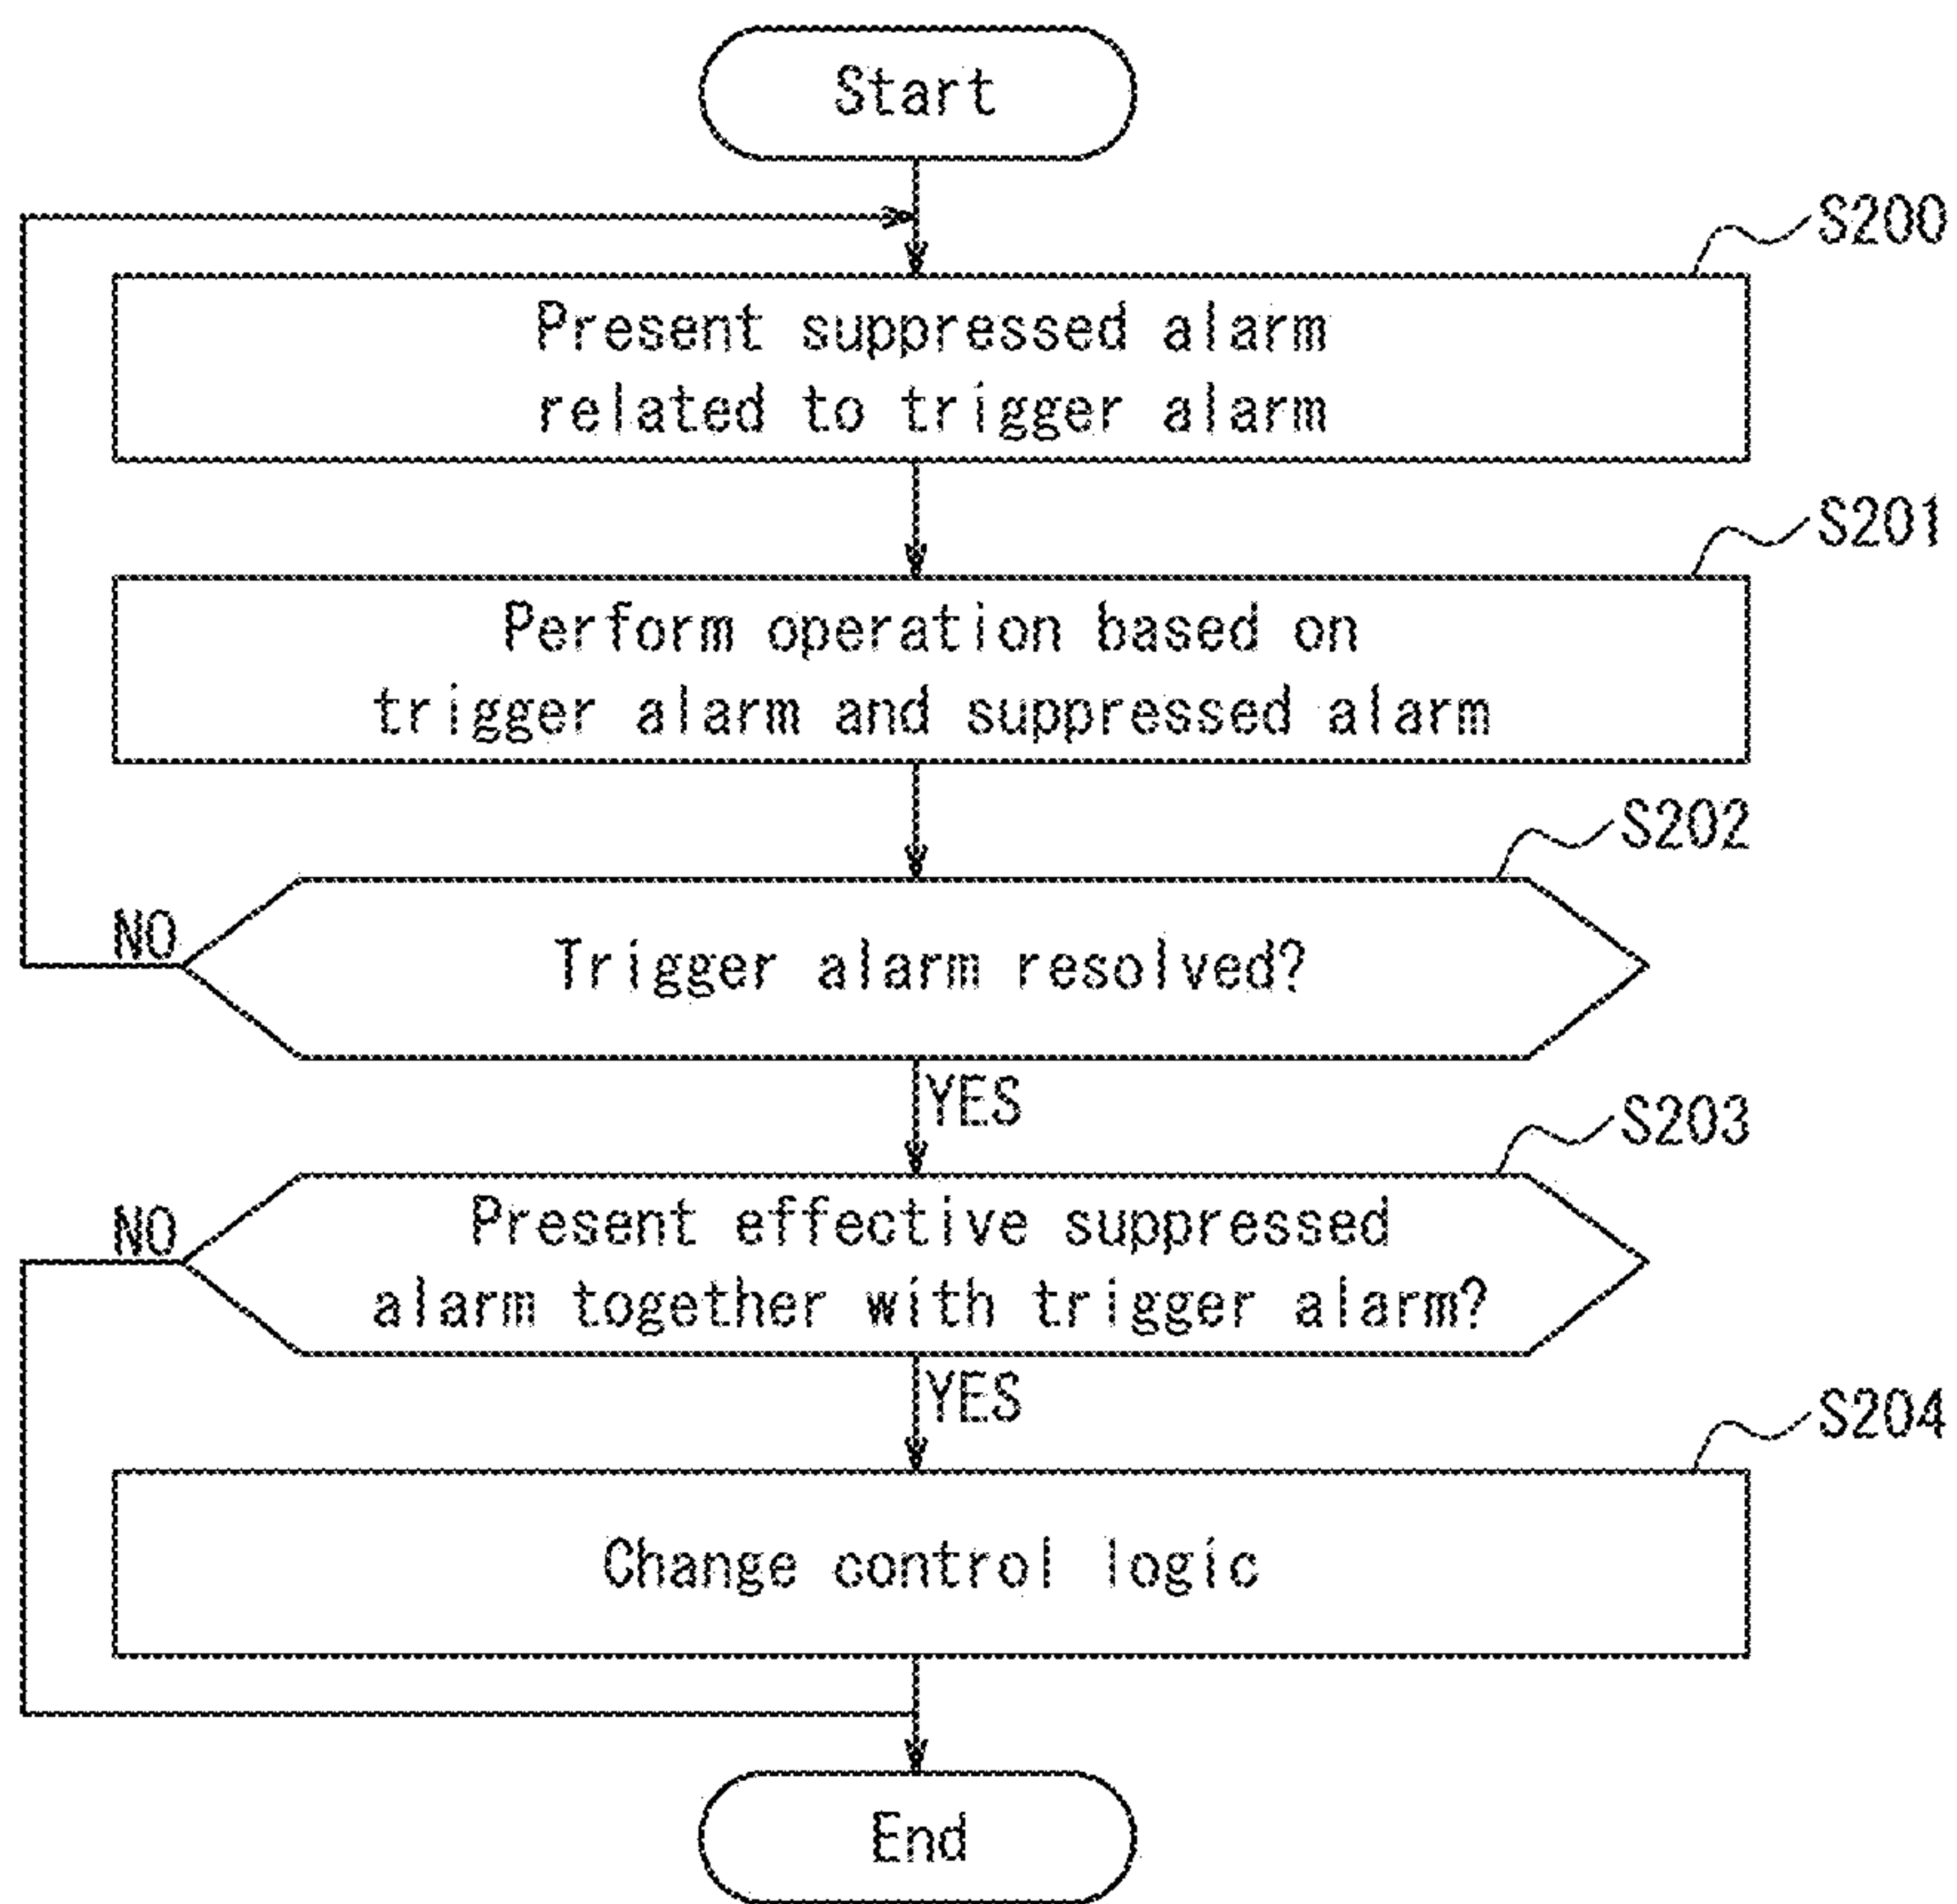 Start
S200
Present suppressed alarm
related to trigger alarm
S201
Perform operation based on
trigger alarm and suppressed alarm
S202
NO
Trigger alarm resolved?
YES
S203
NO
Present effective suppressed
alarm together with trigger alarm?
YES
S204
Change control logic
End